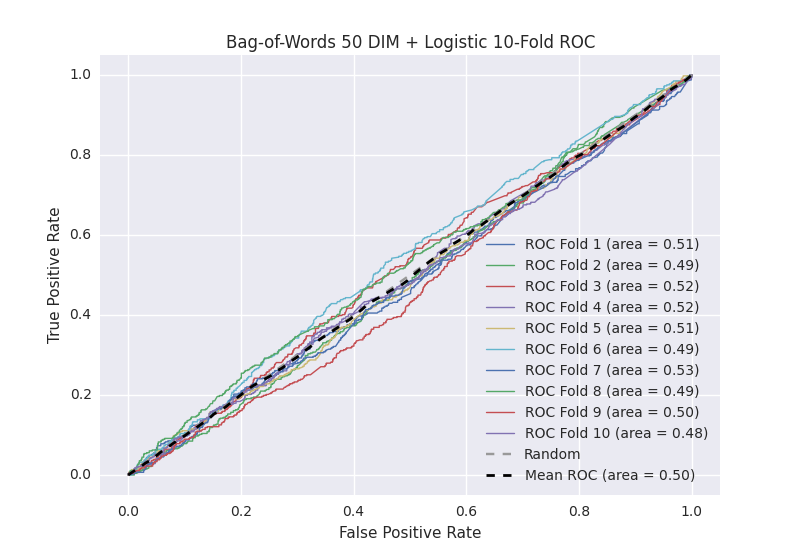 Bag-of-Words 50 DIM + Logistic 10-Fold ROC
True Positive Rate
1.0
0.8
0.6
0.4
0.2
0.0
ROC Fold 1 (area = 0.51)
ROC Fold 2 (area = 0.49)
ROC Fold 3 (area = 0.52)
ROC Fold 4 (area = 0.52)
ROC Fold 5 (area = 0.51)
ROC Fold 6 (area = 0.49)
ROC Fold 7 (area = 0.53)
ROC Fold 8 (area = 0.49)
ROC Fold 9 (area = 0.50)
ROC Fold 10 (area = 0.48)
Random
Mean ROC (area = 0.50)
0.0 0.2 0.4 0.6 0.8 1.0
False Positive Rate